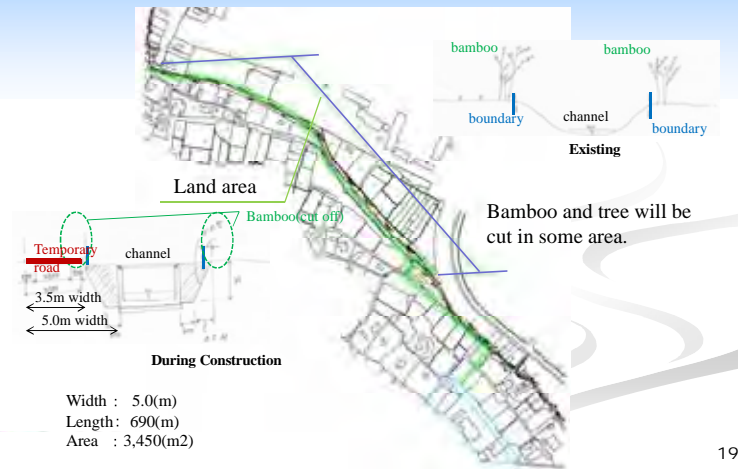 bamboo
bamboo
boundary
channel
boundary
Existing
Land area
Bamboo(cut off)
Bamboo and tree will be
cut in some area.
Temporary
road
channel
3.5m width
5.0m width
During Construction
Width : 5.0(m)
Length: 690(m)
Area : 3,450(m2)
19